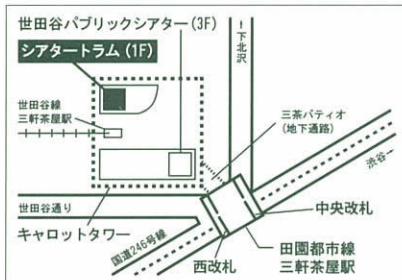 世田谷パブリックシアター(3F)
シアタートラム(1F)
↑下北沢
世田谷線
三軒茶屋駅
三茶パティオ
(地下通路)
渋谷→
世田谷通り
キャロットタワー
国道246号線
中央改札
西改札
田園都市線
三軒茶屋駅